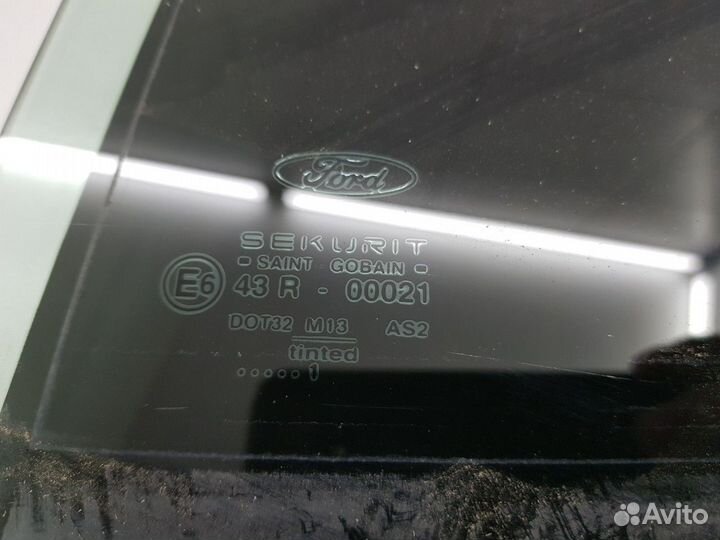 Ford
SEKURIT
- SAINT GOBAIN -
E6 43 R - 00021
DOT32 M13 AS2
tinted
..... 1
Avito